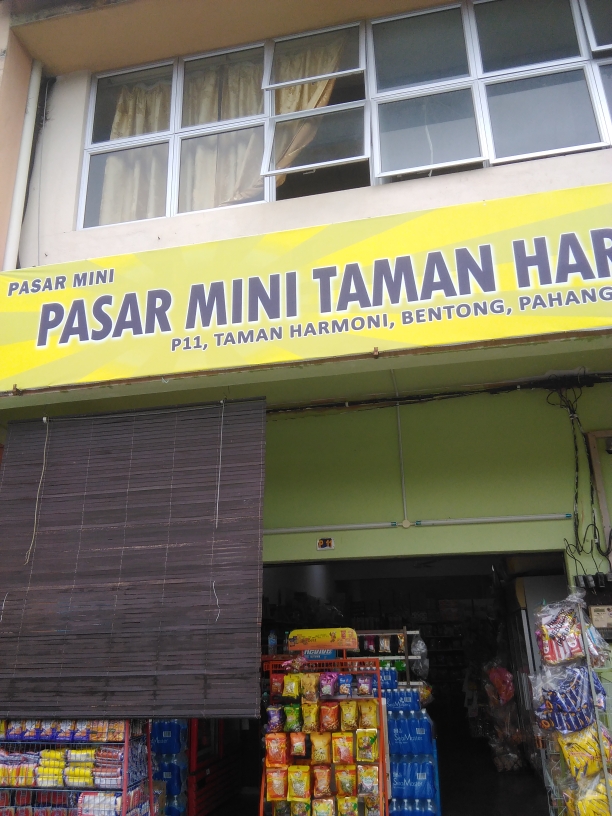 PASAR MINI
PASAR MINI TAMAN HAR
P11, TAMAN HARMONI, BENTONG, PAHANG